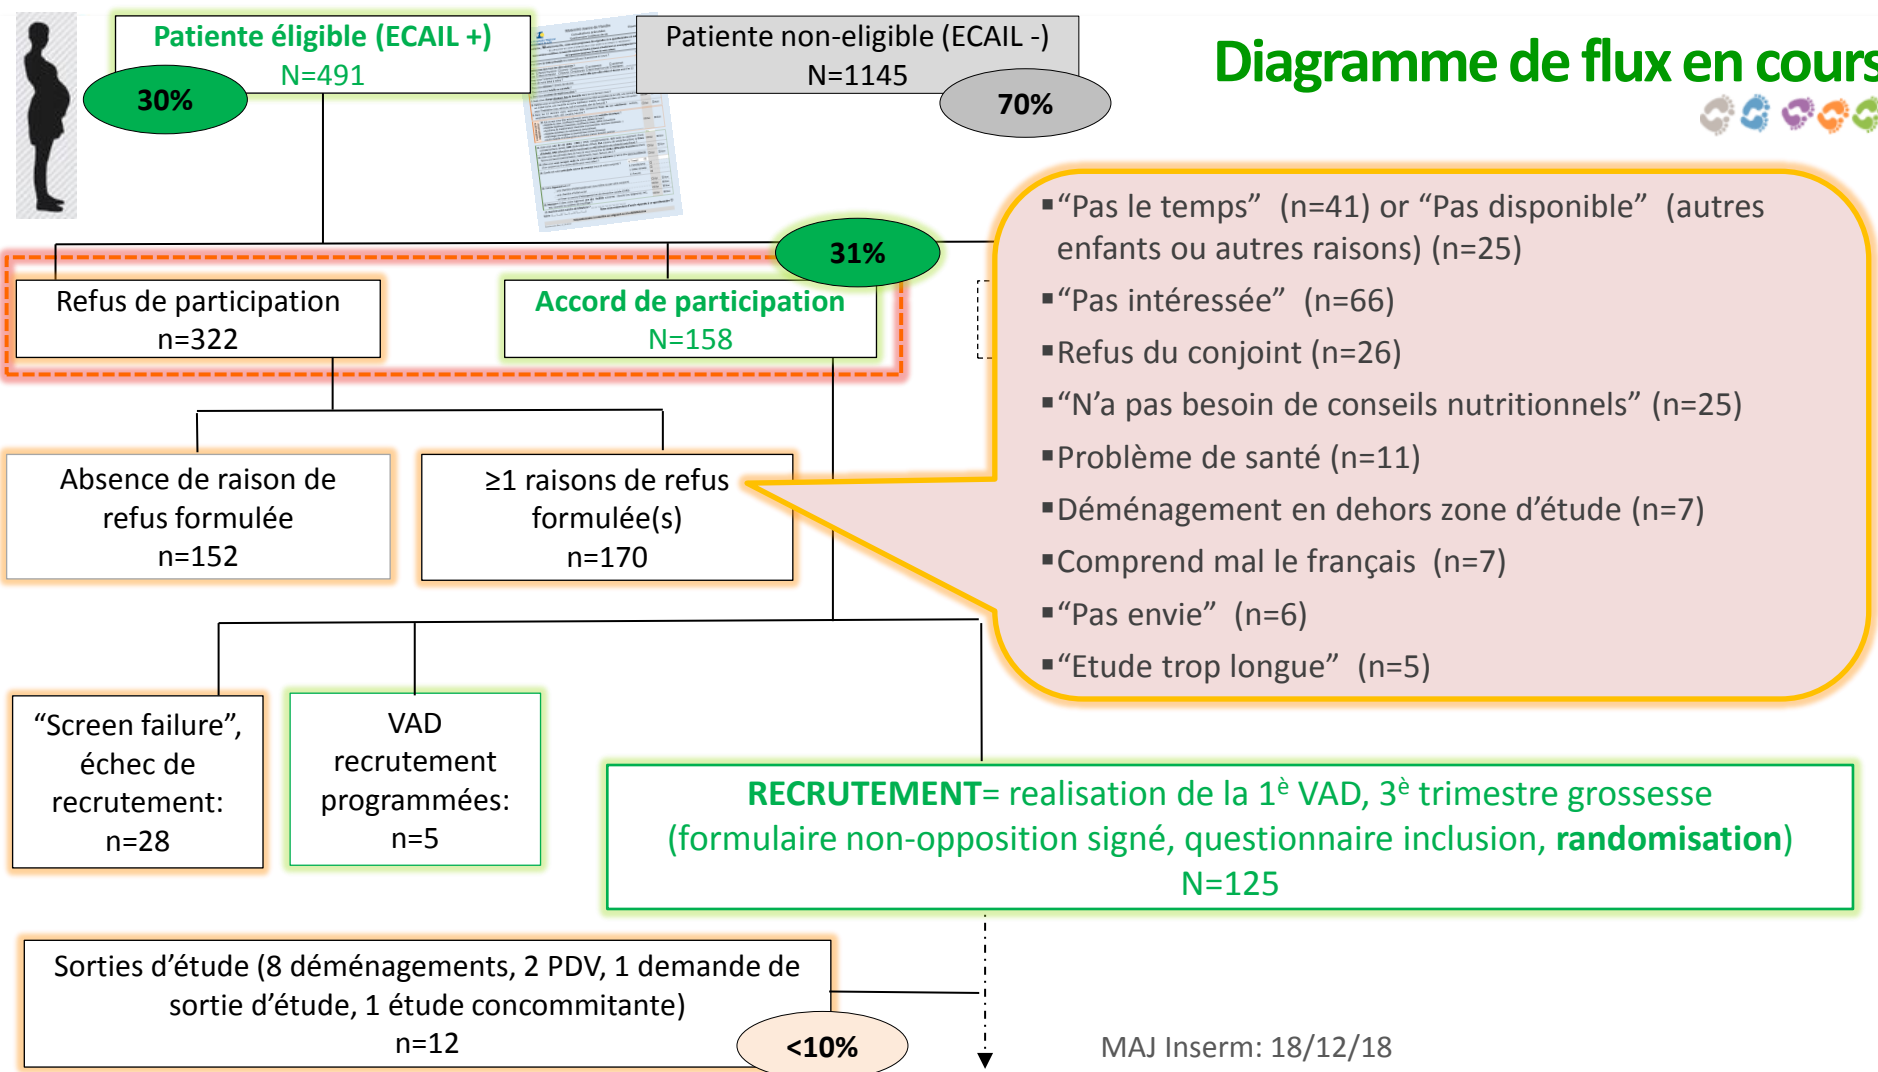 Patiente éligible (ECAIL +)
N=491
30%
Patiente non-eligible (ECAIL -)
N=1145
70%
Diagramme de flux en cours
31%
Refus de participation
n=322
Accord de participation
N=158
▪“Pas le temps” (n=41) or “Pas disponible” (autres
enfants ou autres raisons) (n=25)
▪“Pas intéressée” (n=66)
▪Refus du conjoint (n=26)
▪“N’a pas besoin de conseils nutritionnels” (n=25)
▪Problème de santé (n=11)
▪Déménagement en dehors zone d’étude (n=7)
▪Comprend mal le français (n=7)
▪“Pas envie” (n=6)
▪“Etude trop longue” (n=5)
Absence de raison de
refus formulée
n=152
≥1 raisons de refus
formulée(s)
n=170
“Screen failure”,
échec de
recrutement:
n=28
VAD
recrutement
programmées:
n=5
RECRUTEMENT= realisation de la 1è VAD, 3è trimestre grossesse
(formulaire non-opposition signé, questionnaire inclusion, randomisation)
N=125
Sorties d’étude (8 déménagements, 2 PDV, 1 demande de
sortie d’étude, 1 étude concommitante)
n=12
<10%
MAJ Inserm: 18/12/18